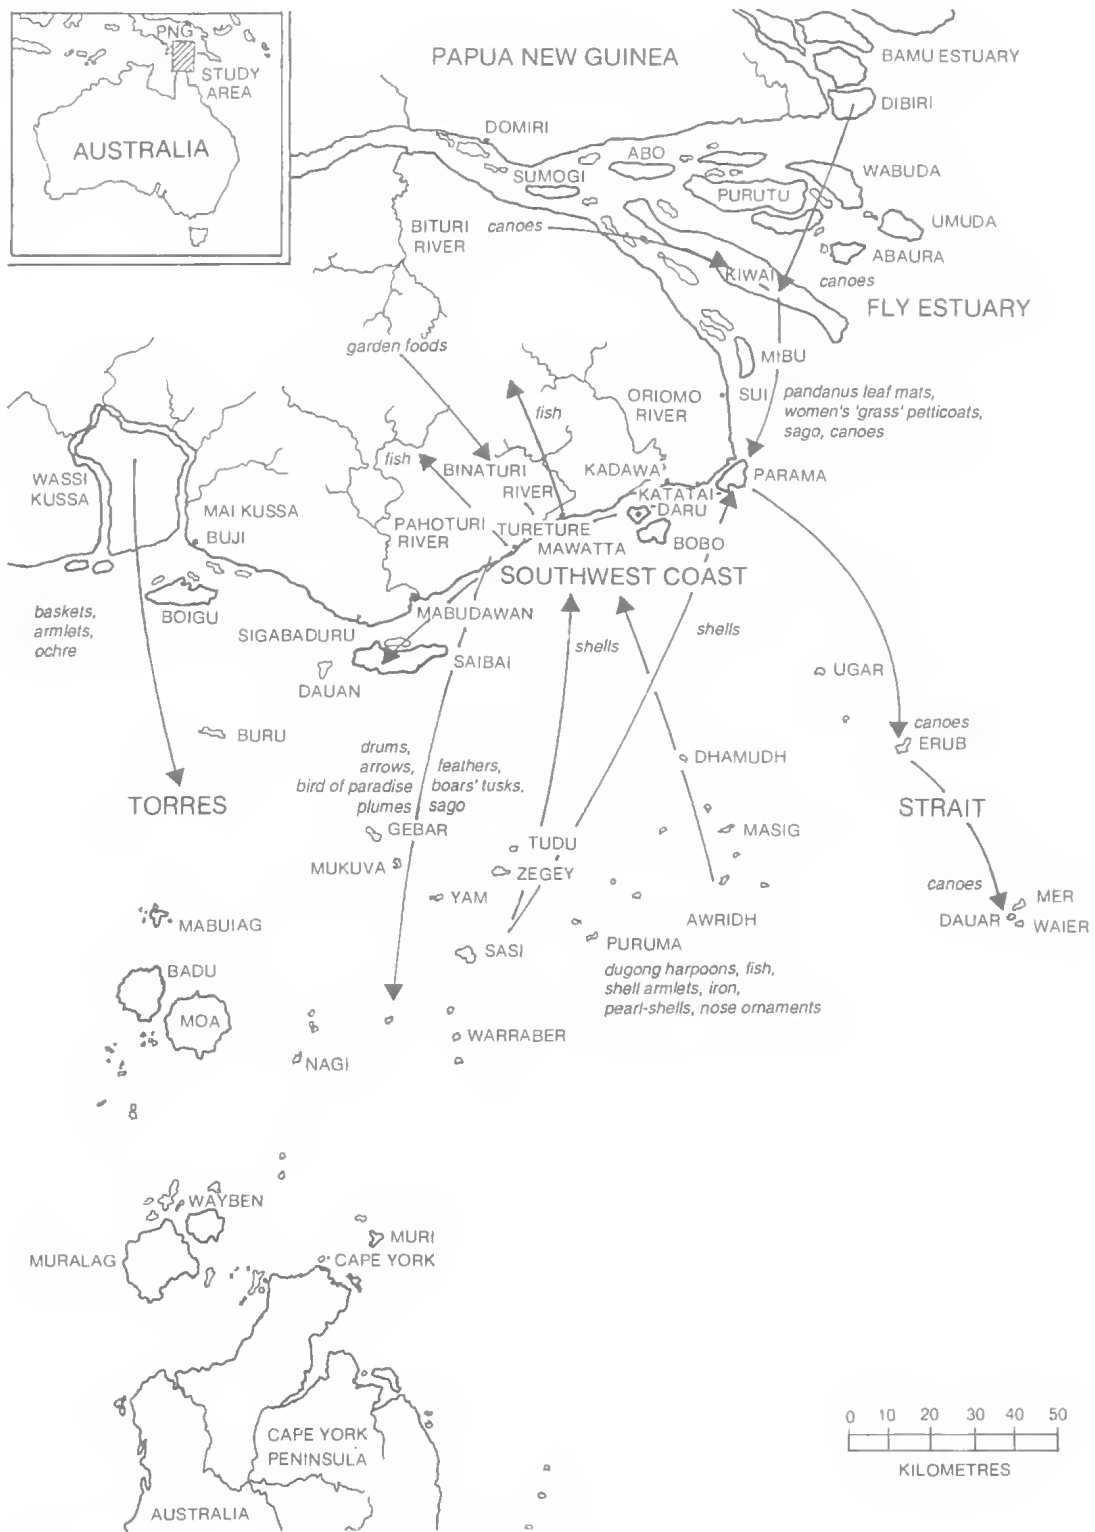 PNG
STUDY
AREA
AUSTRALIA
PAPUA NEW GUINEA
BAMU ESTUARY
DIBIRI
DOMIRI
ABO
SUMOGI
WABUDA
PURUTU
UMUDA
BITURI
RIVER
canoes
ABAURA
KIWAI
canoes
FLY ESTUARY
garden foods
MIBU
ORIOMO
RIVER
SUI
pandanus leaf mats,
women's 'grass' petticoats,
sago, canoes
fish
fish
BINATURI
RIVER
KADAWA
PARAMA
WASSI
KUSSA
MAI KUSSA
KATATAI
DARU
PAHOTURI
RIVER
TURETURE
MAWATTA
BUJI
BOBO
SOUTHWEST COAST
baskets,
armlets,
ochre
BOIGU
MABUDAWAN
SIGABADURU
shells
shells
SAIBAI
DAUAN
UGAR
BURU
canoes
ERUB
drums,
arrows,
bird of paradise
plumes
feathers,
boars' tusks,
sago
DHAMUDH
TORRES
STRAIT
GEBAR
MASIG
TUDU
MUKUVA
ZEGEY
YAM
canoes
MER
DAUAR
WAIER
MABUIAG
AWRIDH
PURUMA
SASI
dugong harpoons, fish,
shell armlets, iron,
pearl-shells, nose ornaments
BADU
MOA
WARRABER
NAGI
WAYBEN
MURI
MURALAG
CAPE YORK
0 10 20 30 40 50
KILOMETRES
CAPE YORK
PENINSULA
AUSTRALIA